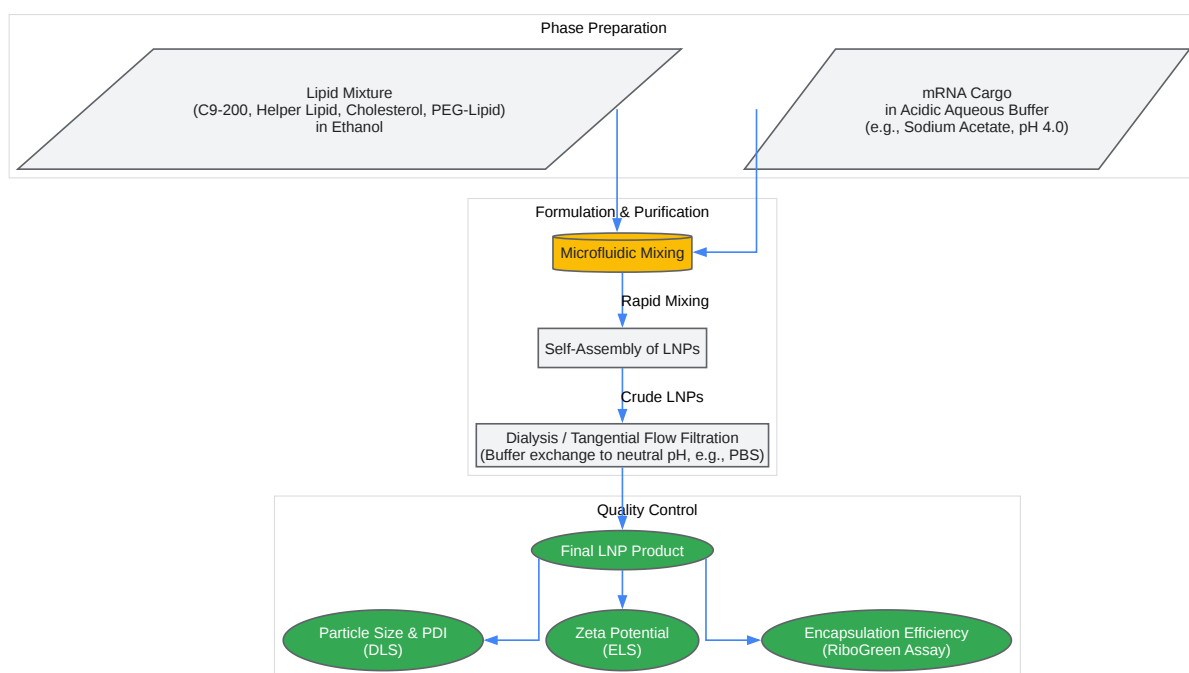 Phase Preparation
Lipid Mixture
(C9-200, Helper Lipid, Cholesterol, PEG-Lipid)
in Ethanol
mRNA Cargo
in Acidic Aqueous Buffer
(e.g., Sodium Acetate, pH 4.0)
Formulation & Purification
Microfluidic Mixing
Rapid Mixing
Self-Assembly of LNPs
Crude LNPs
Dialysis / Tangential Flow Filtration
(Buffer exchange to neutral pH, e.g., PBS)
Quality Control
Final LNP Product
Particle Size & PDI
(DLS)
Zeta Potential
(ELS)
Encapsulation Efficiency
(RiboGreen Assay)